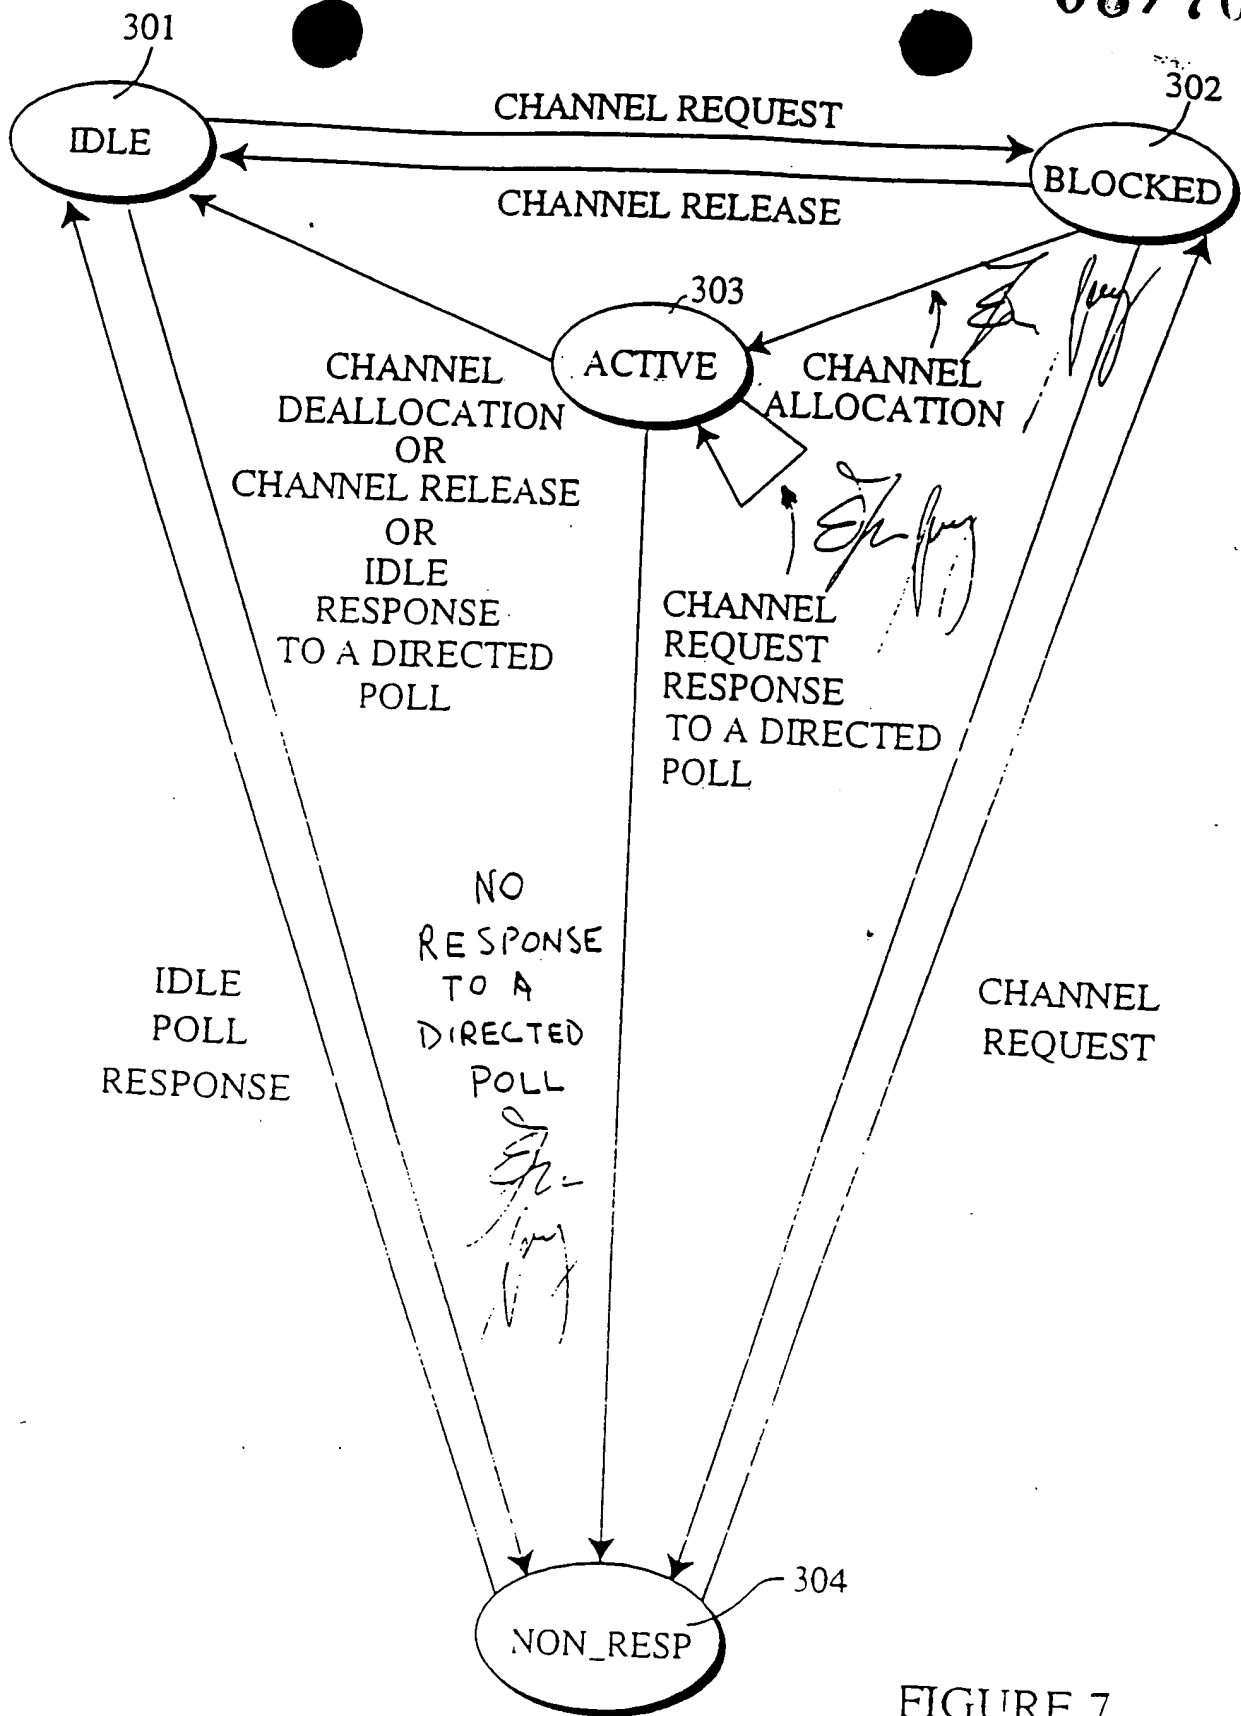 301
302
CHANNEL REQUEST
IDLE
BLOCKED
CHANNEL RELEASE
303
ACTIVE
CHANNEL
ALLOCATION
CHANNEL
DEALLOCATION
OR
CHANNEL RELEASE
OR
IDLE
RESPONSE
TO A DIRECTED
POLL
CHANNEL
REQUEST
RESPONSE
TO A DIRECTED
POLL
NO
RESPONSE
TO A
DIRECTED
POLL
IDLE
POLL
RESPONSE
CHANNEL
REQUEST
304
NON_RESP
FIGURE 7